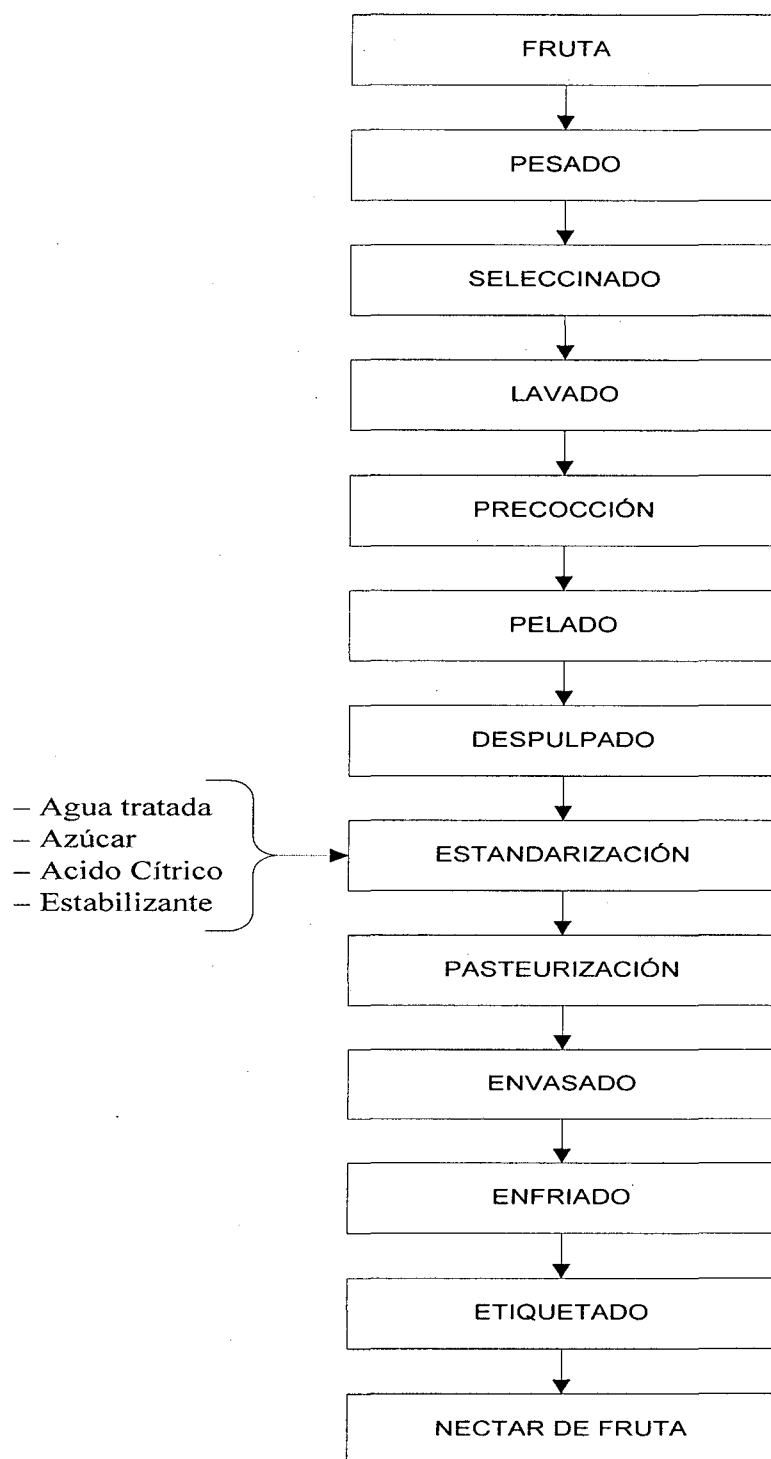 FRUTA
PESADO
SELECCINADO
LAVADO
PRECOCCIÓN
PELADO
DESPULPADO
– Agua tratada
– Azúcar
– Acido Cítrico
– Estabilizante
ESTANDARIZACIÓN
PASTEURIZACIÓN
ENVASADO
ENFRIADO
ETIQUETADO
NECTAR DE FRUTA